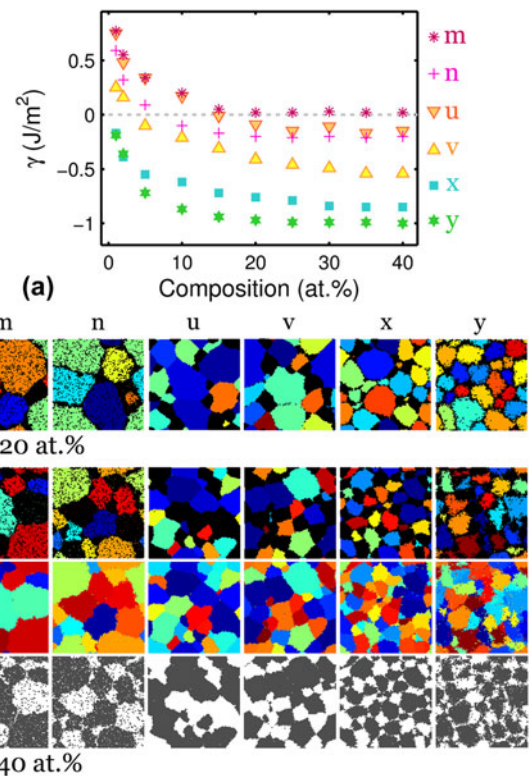 0.5
0
−0.5
−1
γ (J/m²)
0 10 20 30 40
Composition (at.%)
(a)
m
n
u
v
x
y
m n u v x y
20 at.%
40 at.%